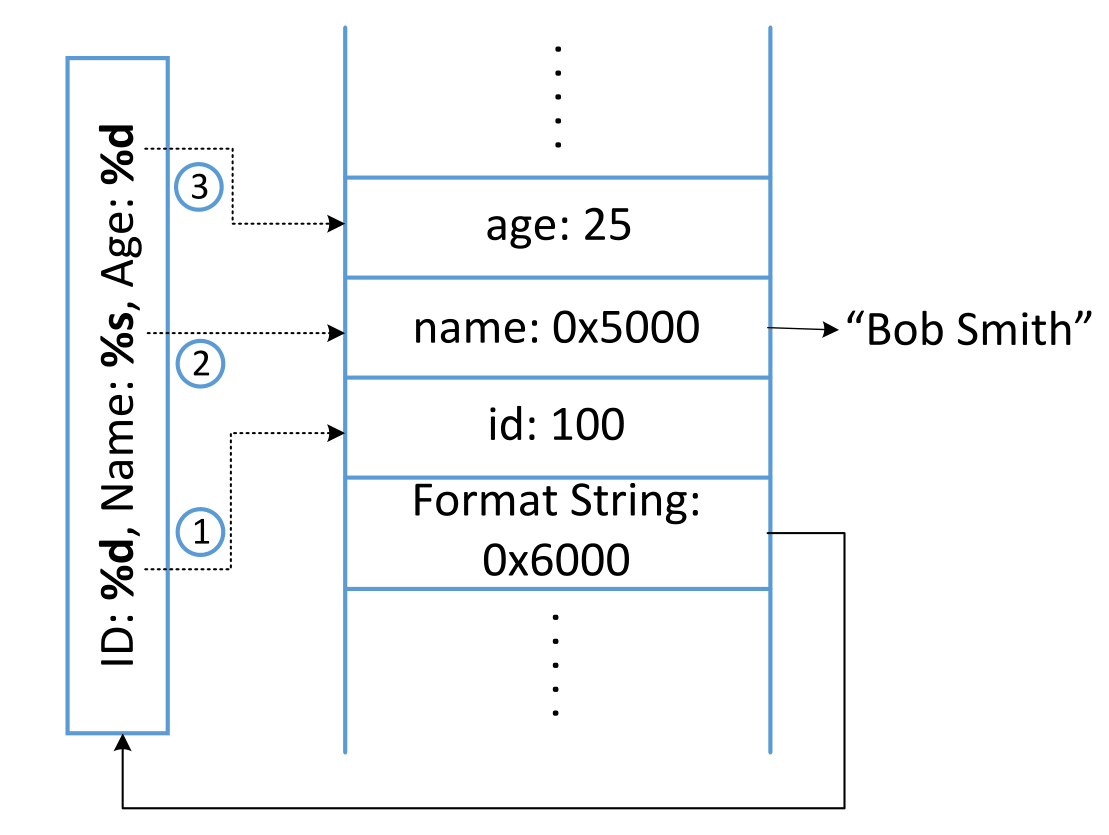 ID: %d, Name: %s, Age: %d
3
2
1
age: 25
name: 0x5000
id: 100
Format String:
0x6000
“Bob Smith”